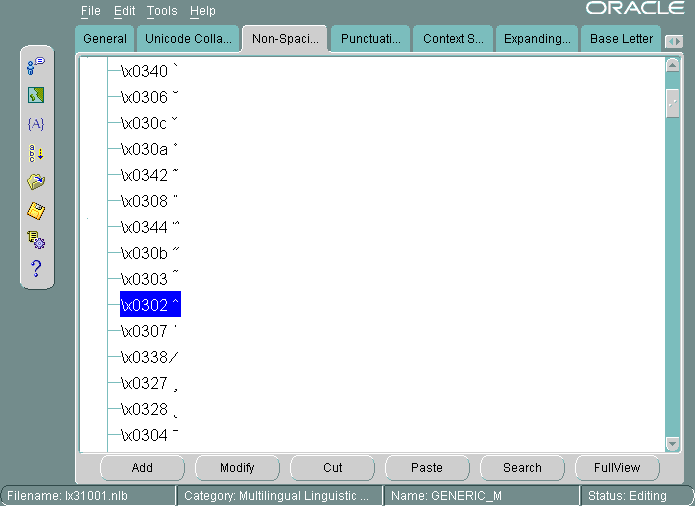 File Edit Tools Help
ORACLE
General Unicode Colla... Non-Spaci... Punctuati... Context S... Expanding... Base Letter
\x0340 `
\x0306 ˘
\x030c ˇ
\x030a °
\x0342 ~
\x0308 ¨
\x0344 ΅
\x030b ˝
\x0303 ˜
\x0302 ^
\x0307 ˙
\x0338 /
\x0327 ¸
\x0328 ˛
\x0304 ¯
{A}
a b c
?
Add Modify Cut Paste Search FullView
Filename: lx31001.nlb Category: Multilingual Linguistic ... Name: GENERIC_M Status: Editing